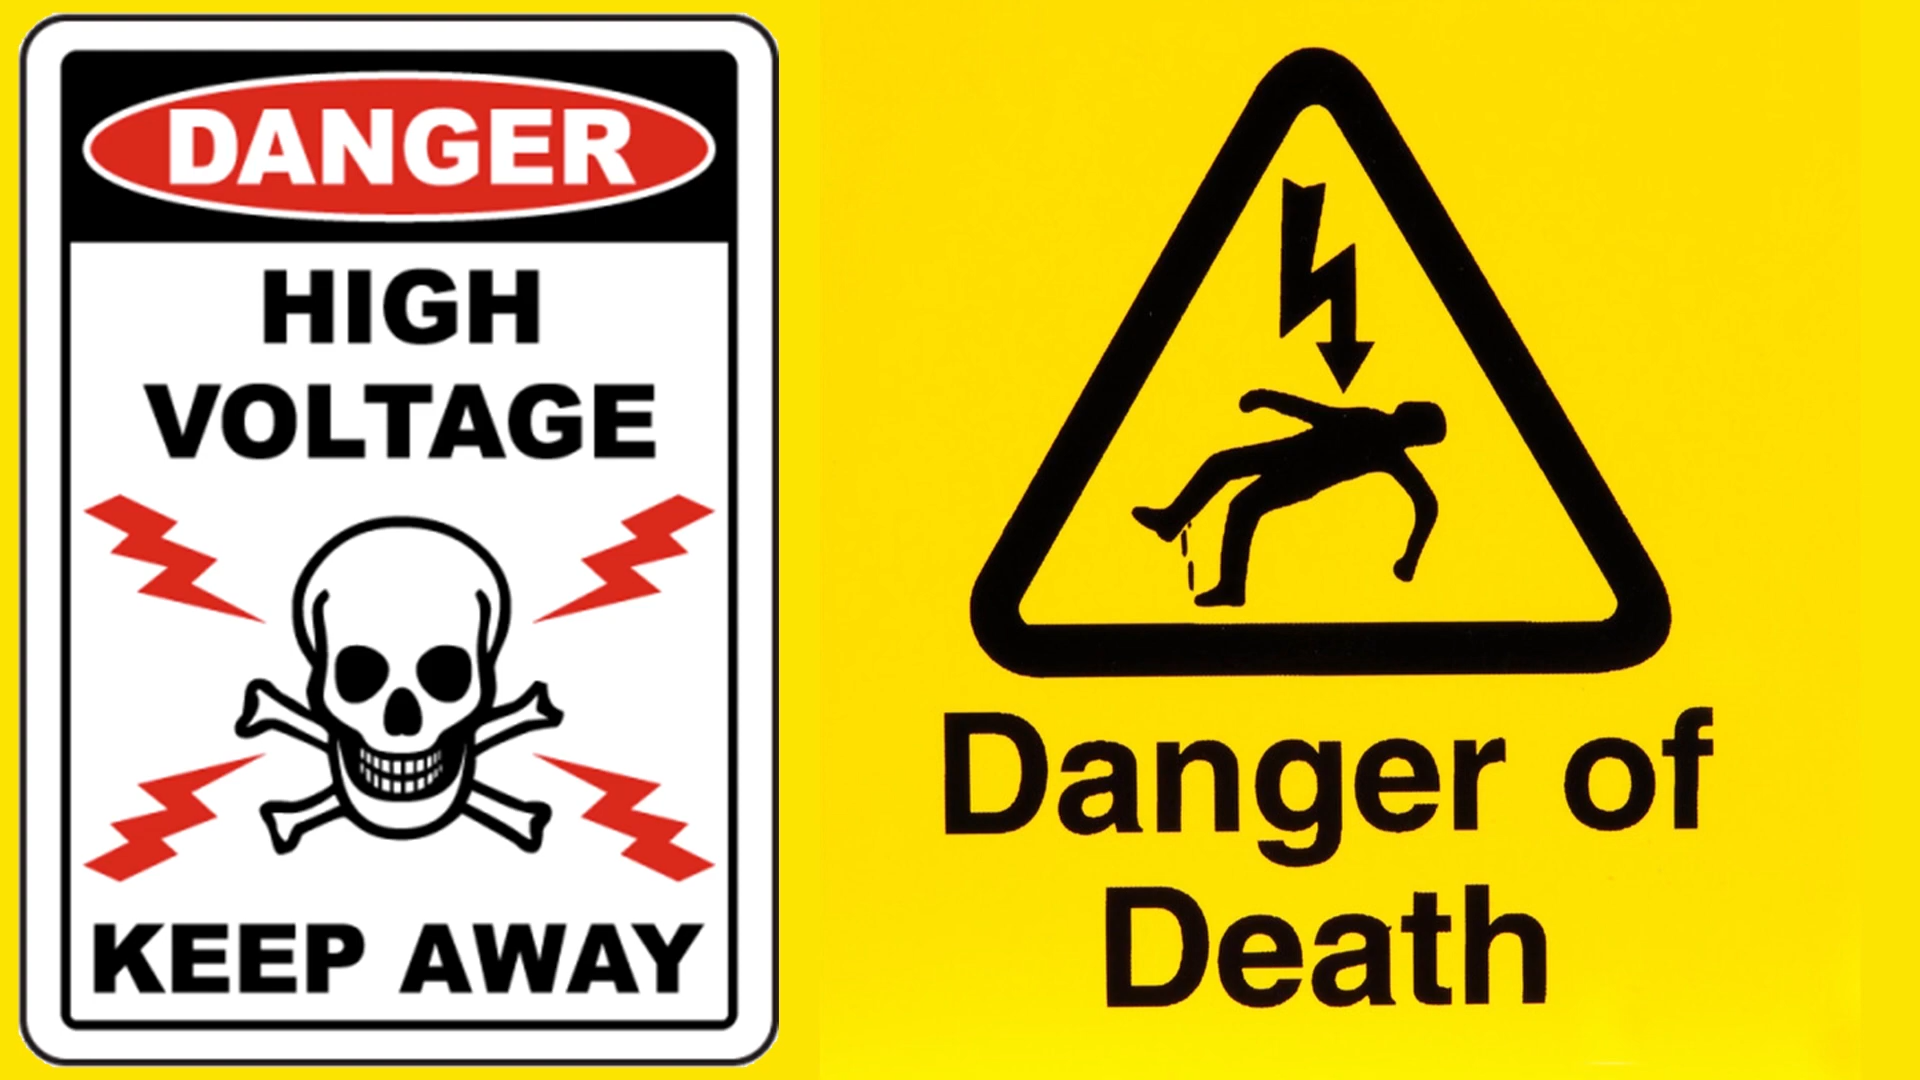 DANGER
HIGH
VOLTAGE
KEEP AWAY
Danger of
Death